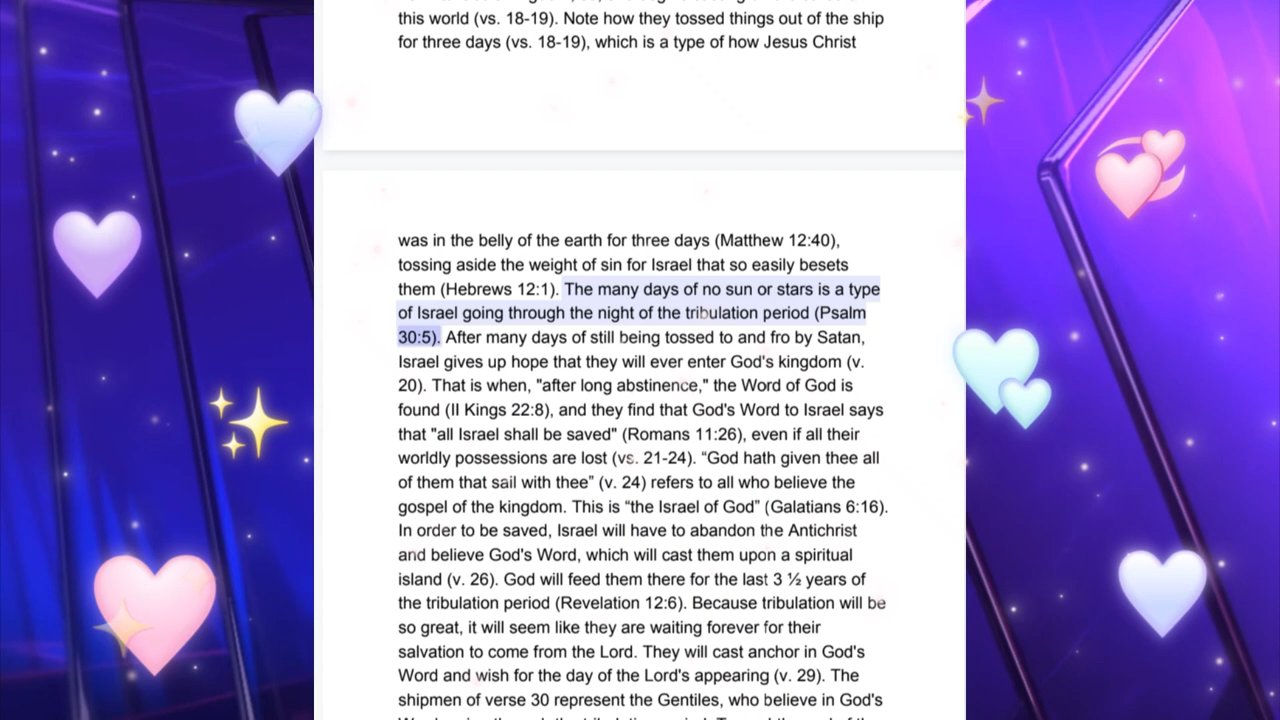 this world (vs. 18-19). Note how they tossed things out of the ship
for three days (vs. 18-19), which is a type of how Jesus Christ
was in the belly of the earth for three days (Matthew 12:40),
tossing aside the weight of sin for Israel that so easily besets
them (Hebrews 12:1). The many days of no sun or stars is a type
of Israel going through the night of the tribulation period (Psalm
30:5). After many days of still being tossed to and fro by Satan,
Israel gives up hope that they will ever enter God's kingdom (v.
20). That is when, "after long abstinence," the Word of God is
found (II Kings 22:8), and they find that God's Word to Israel says
that "all Israel shall be saved" (Romans 11:26), even if all their
worldly possessions are lost (vs. 21-24). “God hath given thee all
of them that sail with thee” (v. 24) refers to all who believe the
gospel of the kingdom. This is “the Israel of God” (Galatians 6:16).
In order to be saved, Israel will have to abandon the Antichrist
and believe God's Word, which will cast them upon a spiritual
island (v. 26). God will feed them there for the last 3 ½ years of
the tribulation period (Revelation 12:6). Because tribulation will be
so great, it will seem like they are waiting forever for their
salvation to come from the Lord. They will cast anchor in God's
Word and wish for the day of the Lord's appearing (v. 29). The
shipmen of verse 30 represent the Gentiles, who believe in God's